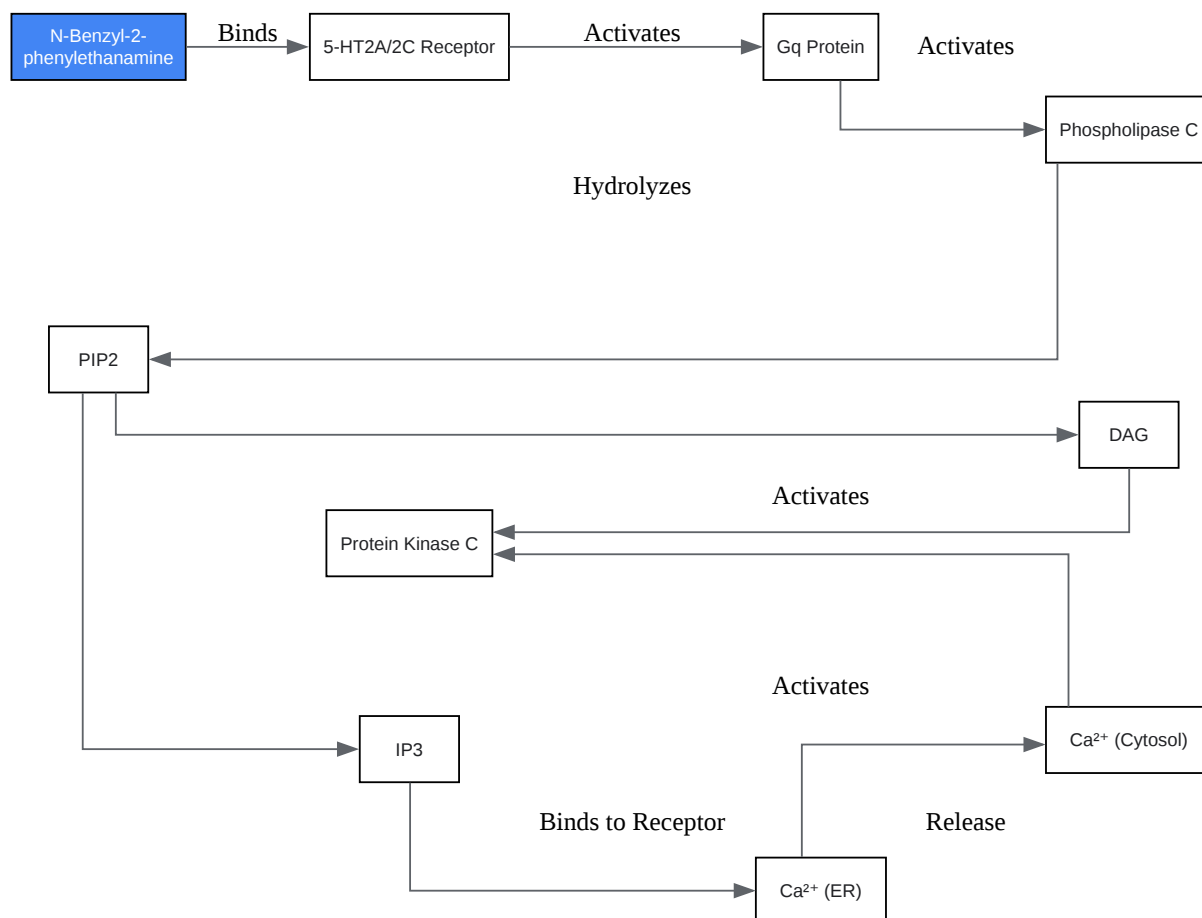 N-Benzyl-2-
phenylethanamine
Binds
5-HT2A/2C Receptor
Activates
Gq Protein
Activates
Phospholipase C
Hydrolyzes
PIP2
DAG
Activates
Protein Kinase C
Activates
IP3
Ca²⁺ (Cytosol)
Binds to Receptor
Release
Ca²⁺ (ER)